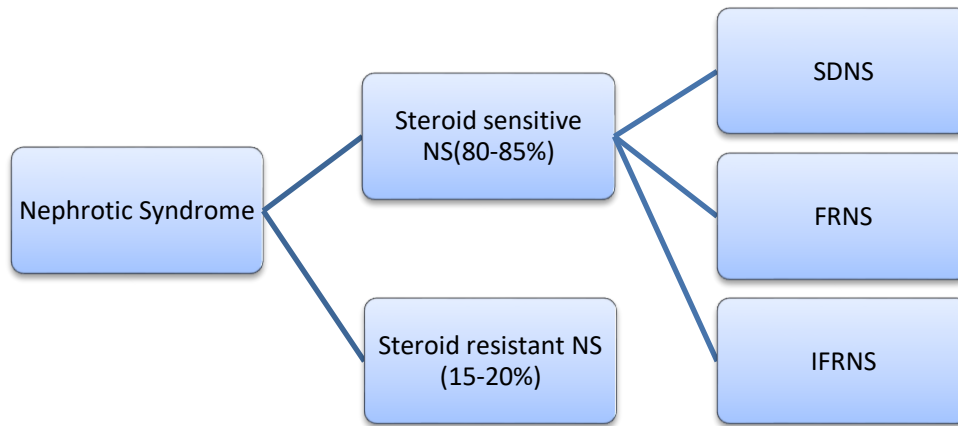 Nephrotic Syndrome
Steroid sensitive
NS(80-85%)
Steroid resistant NS
(15-20%)
SDNS
FRNS
IFRNS